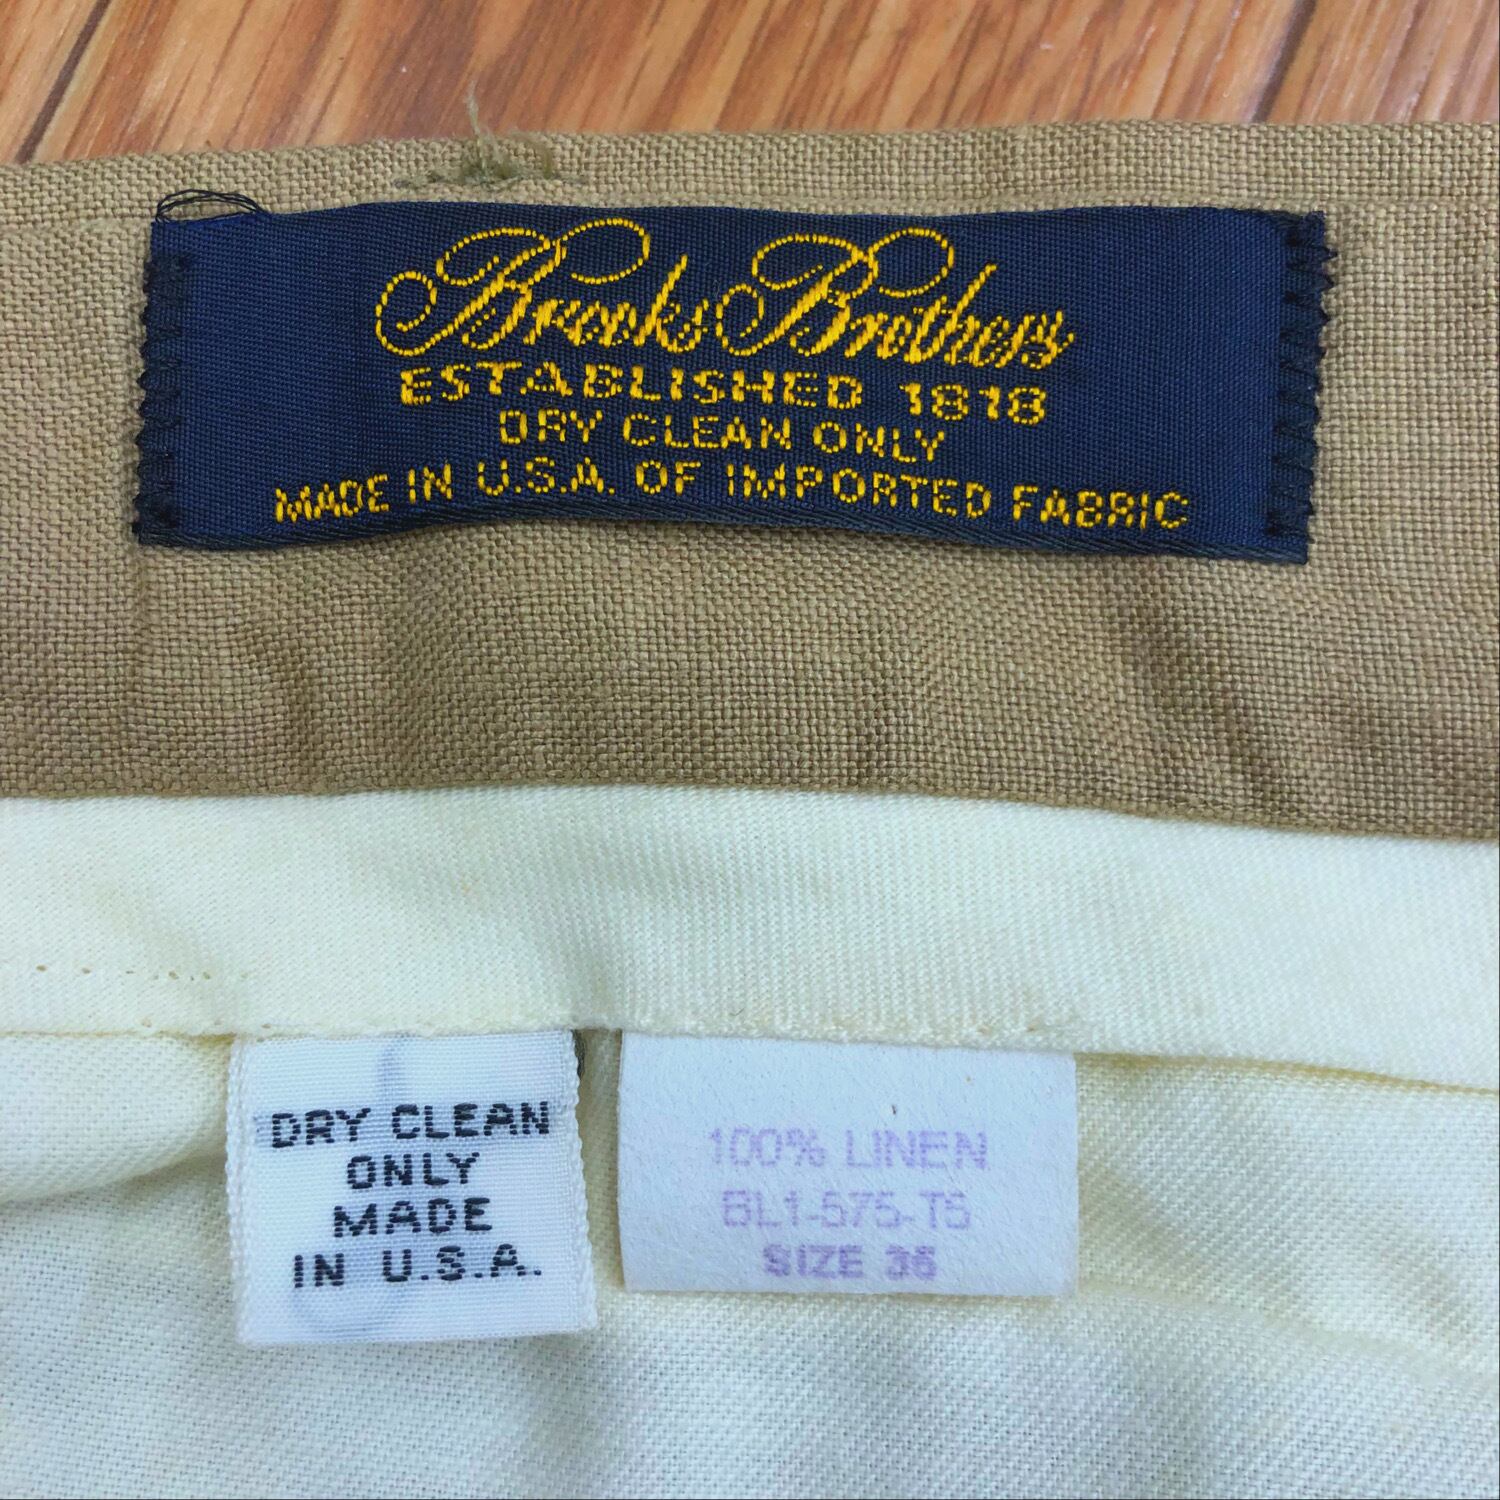 Brooks Brothers
ESTABLISHED 1818
DRY CLEAN ONLY
MADE IN U.S.A. OF IMPORTED FABRIC
DRY CLEAN
ONLY
MADE
IN U.S.A.
100% LINEN
BL1-575-T5
SIZE 36